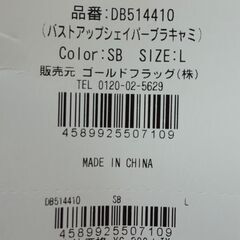 品番:DB514410
(バストアップシェイパーブラキャミ)
Color:SB SIZE:L
販売元 ゴールドフラッグ(株)
TEL 0120-02-5629
4589925507109
MADE IN CHINA
DB514410 SB L
4589925507109